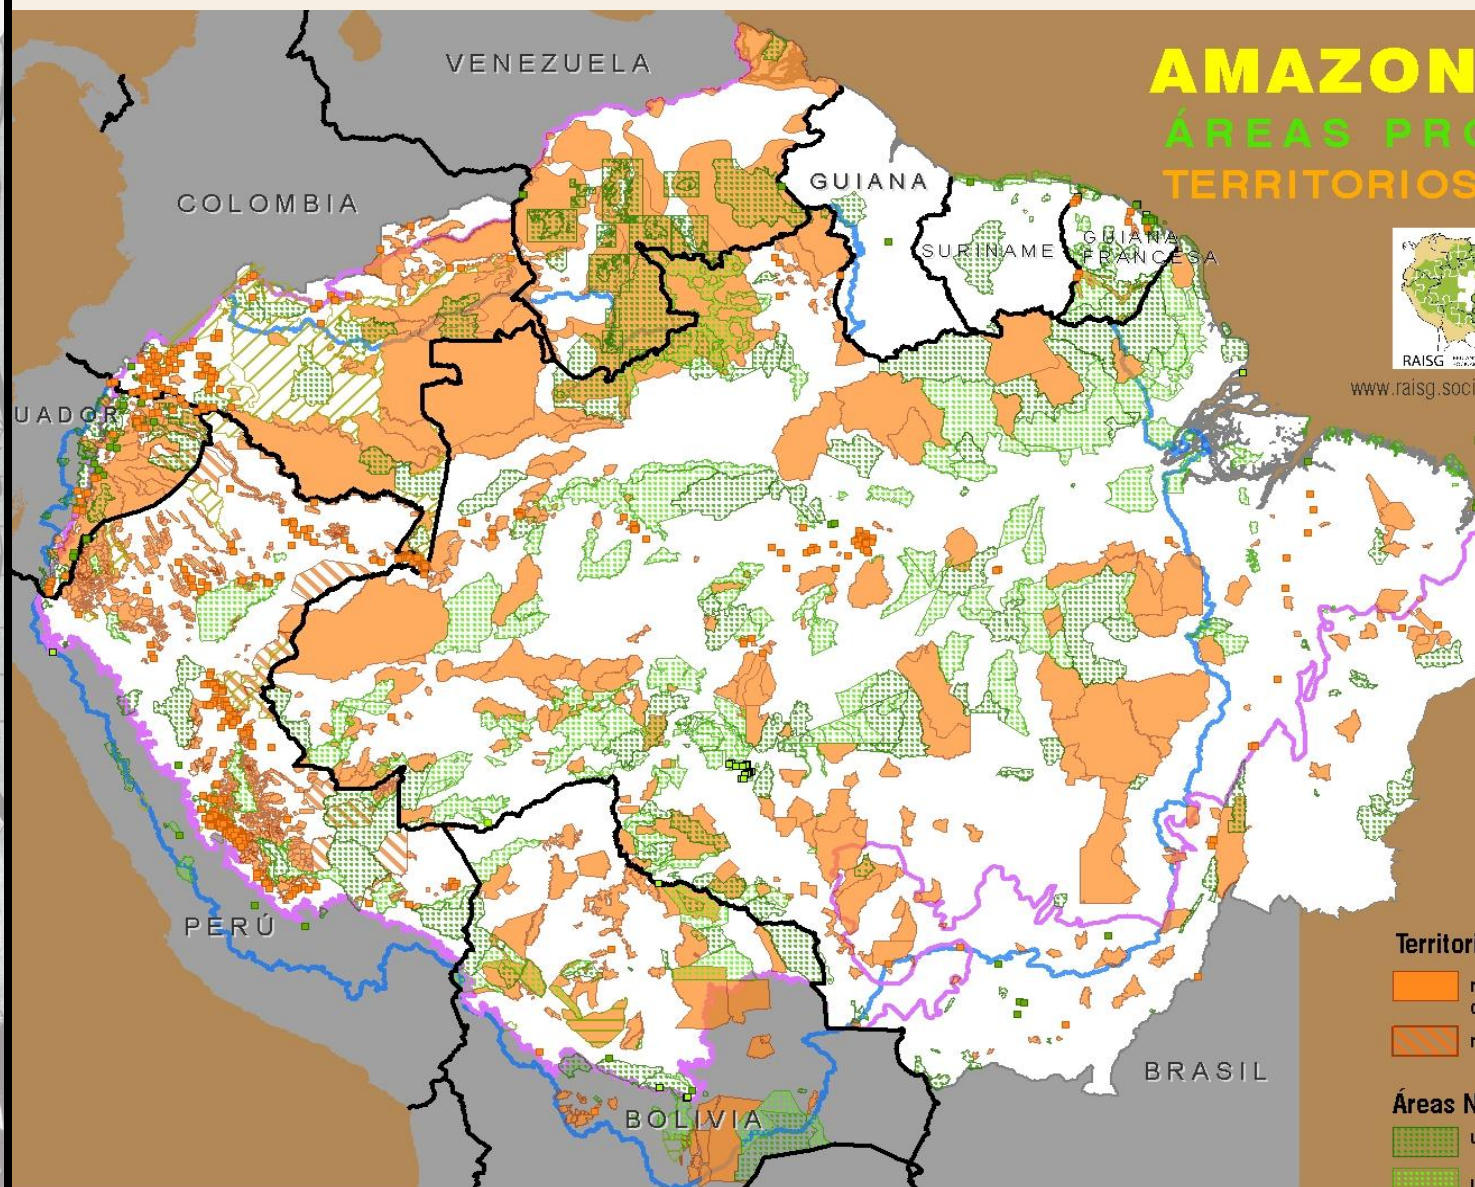 VENEZUELA
AMAZON
ÁREAS PRO
TERRITORIOS
COLOMBIA
GUIANA
SURINAME
GUIANA
FRANCESA
RAISG
www.raisg.soci
UADOR
PERÚ
Territori
BRASIL
Áreas N
BOLIVIA